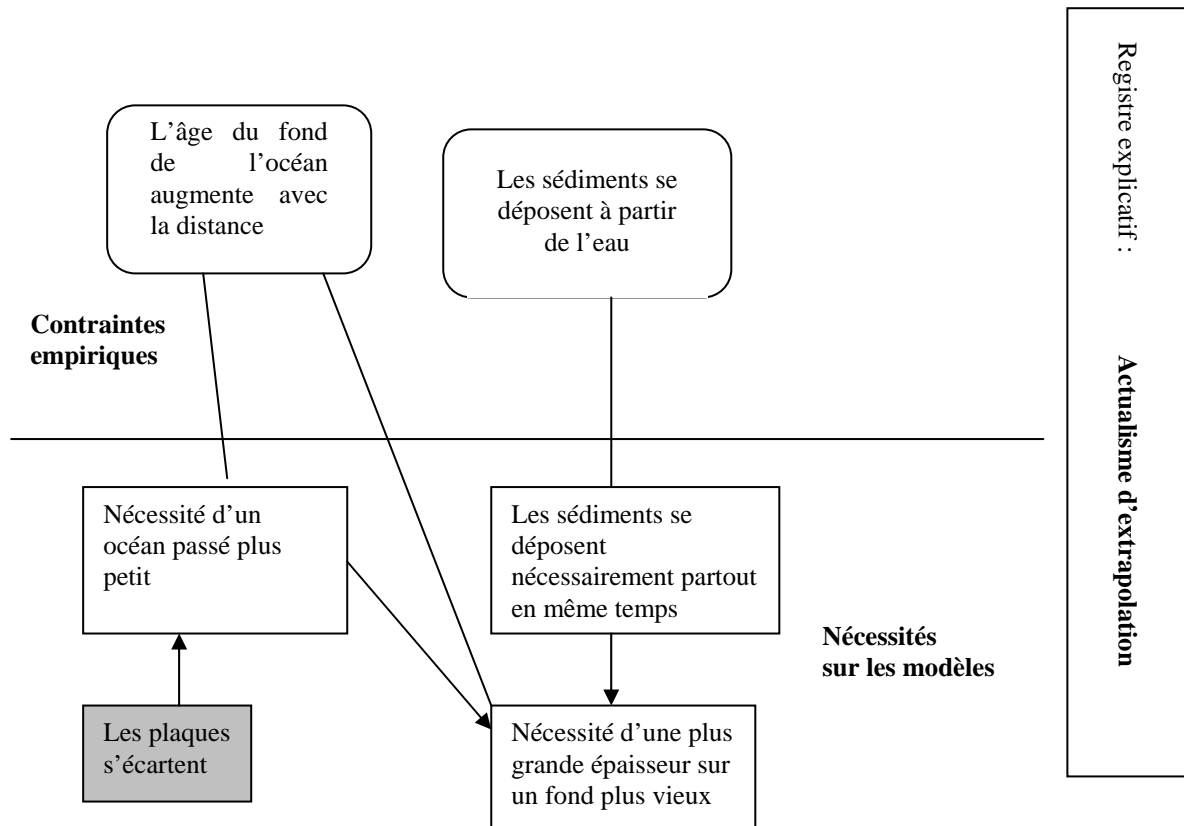 L'âge du fond
de l'océan
augmente avec
la distance
Les sédiments se
déposent à partir
de l'eau
Contraintes
empiriques
Nécessité d'un
océan passé plus
petit
Les sédiments se
déposent
nécessairement partout
en même temps
Nécessités
sur les modèles
Les plaques
s'écartent
Nécessité d'une plus
grande épaisseur sur
un fond plus vieux
Registre explicatif :
Actualisme d'extrapolation